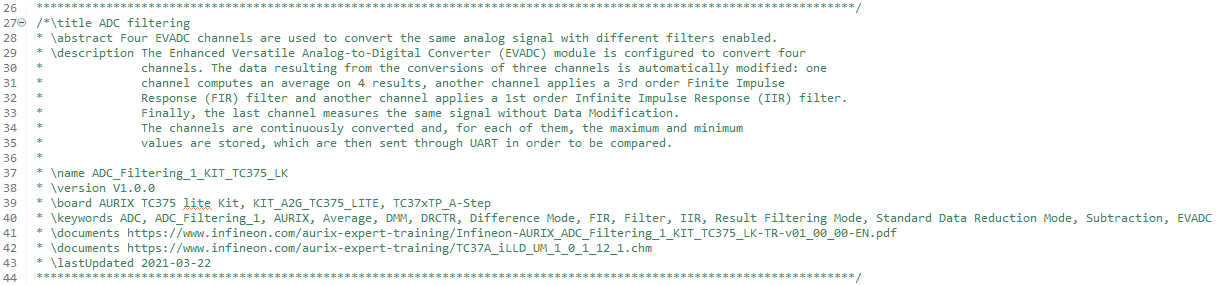 26 *********************************************************************************************************************/
27 /*\title ADC filtering
28 * \abstract Four EVADC channels are used to convert the same analog signal with different filters enabled.
29 * \description The Enhanced Versatile Analog-to-Digital Converter (EVADC) module is configured to convert four
30 * channels. The data resulting from the conversions of three channels is automatically modified: one
31 * channel computes an average on 4 results, another channel applies a 3rd order Finite Impulse
32 * Response (FIR) filter and another channel applies a 1st order Infinite Impulse Response (IIR) filter.
33 * Finally, the last channel measures the same signal without Data Modification.
34 * The channels are continuously converted and, for each of them, the maximum and minimum
35 * values are stored, which are then sent through UART in order to be compared.
36 *
37 * \name ADC_Filtering_1_KIT_TC375_LK
38 * \version V1.0.0
39 * \board AURIX TC375 lite Kit, KIT_A2G_TC375_LITE, TC37xTP_A-Step
40 * \keywords ADC, ADC_Filtering_1, AURIX, Average, DMM, DRCTR, Difference Mode, FIR, Filter, IIR, Result Filtering Mode, Standard Data Reduction Mode, Subtraction, EVADC
41 * \documents https://www.infineon.com/aurix-expert-training/Infineon-AURIX_ADC_Filtering_1_KIT_TC375_LK-TR-v01_00_00-EN.pdf
42 * \documents https://www.infineon.com/aurix-expert-training/TC37A_iLLD_UM_1_0_1_12_1.chm
43 * \lastUpdated 2021-03-22
44 *********************************************************************************************************************/